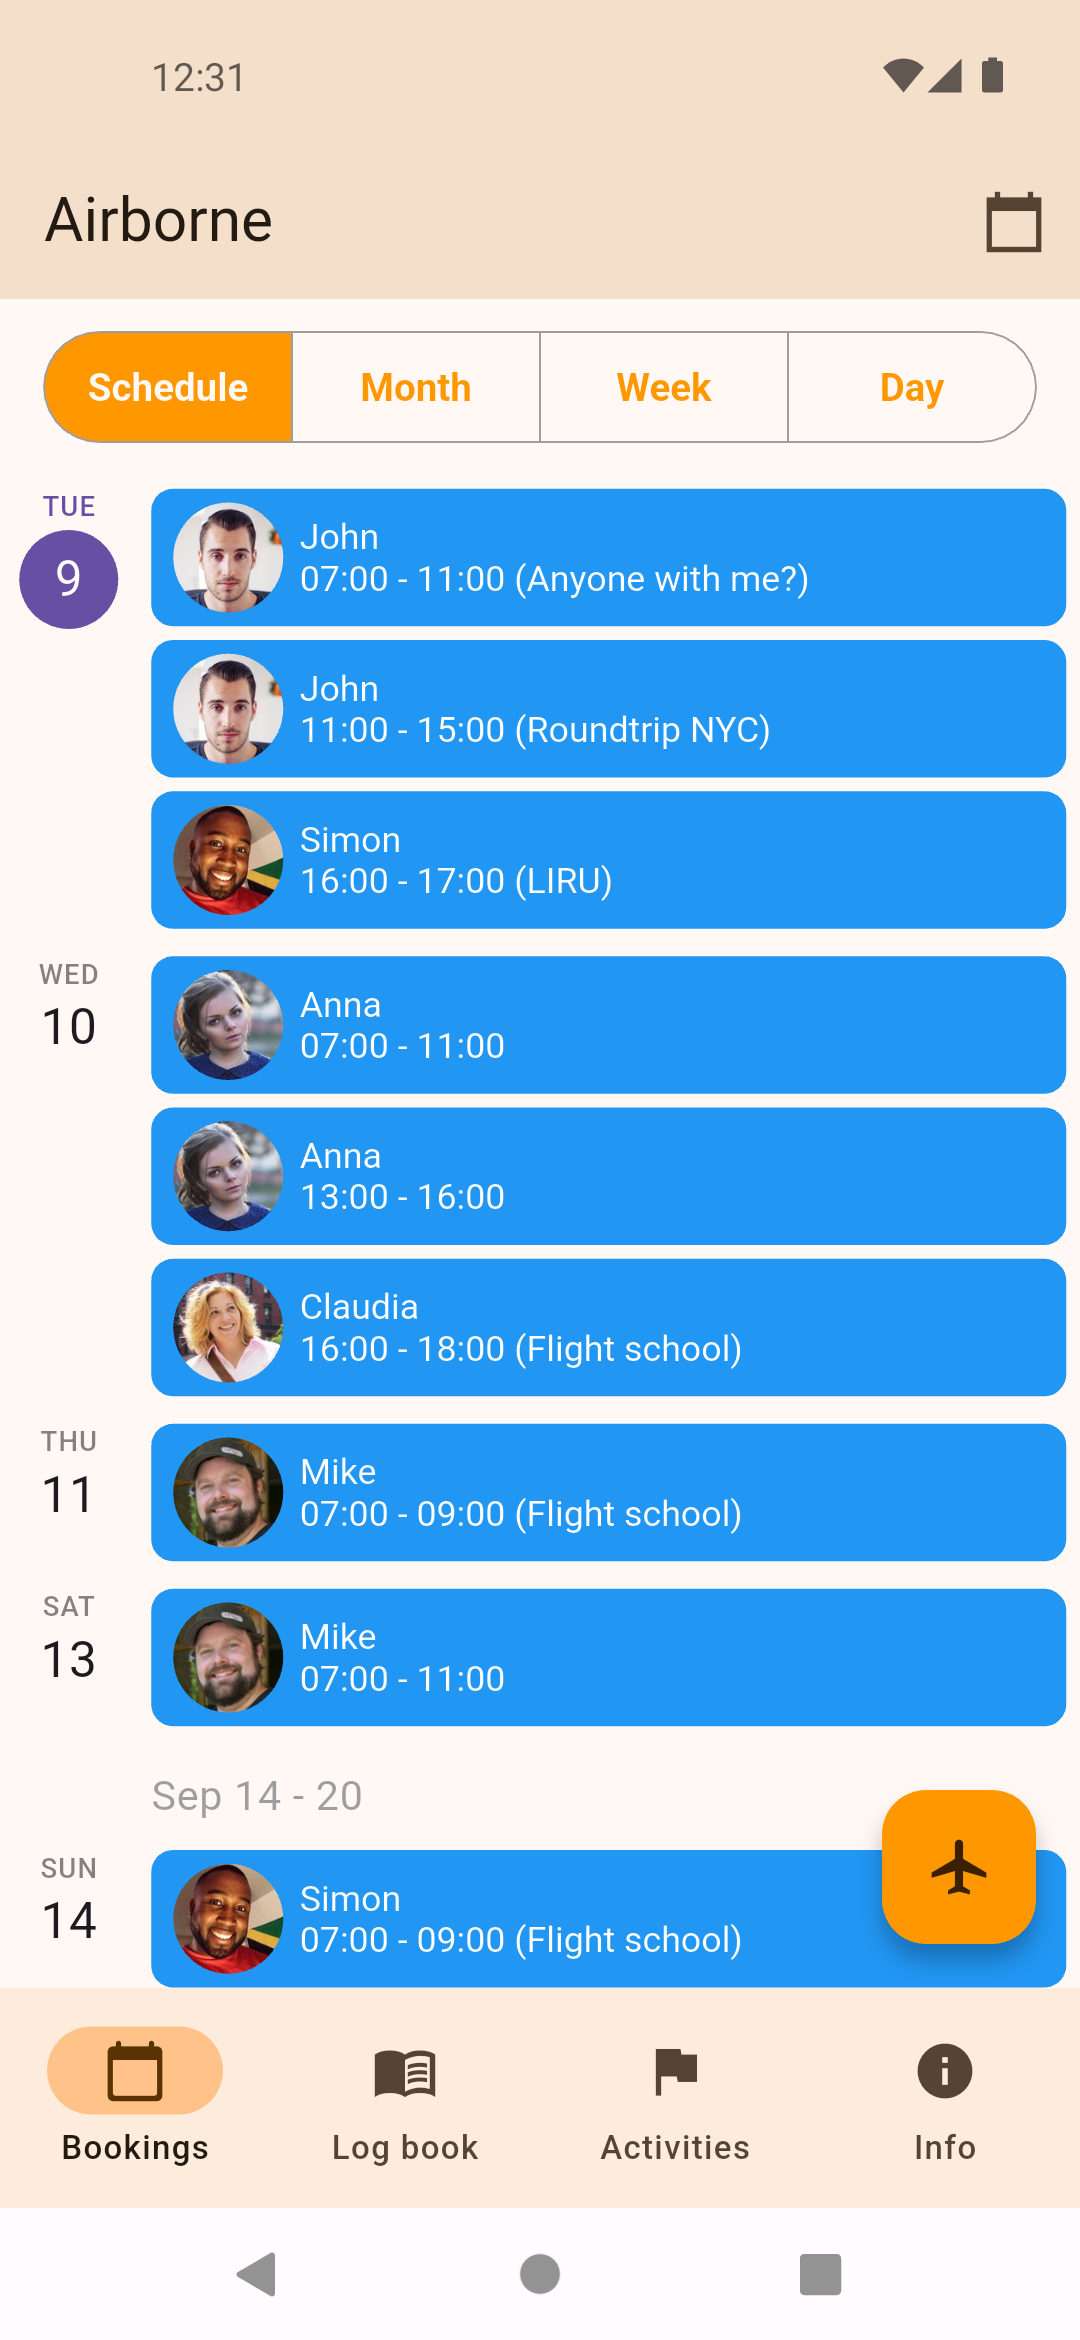 12:31
Airborne
Schedule
Month
Week
Day
TUE
9
John
07:00 - 11:00 (Anyone with me?)
John
11:00 - 15:00 (Roundtrip NYC)
Simon
16:00 - 17:00 (LIRU)
WED
10
Anna
07:00 - 11:00
Anna
13:00 - 16:00
Claudia
16:00 - 18:00 (Flight school)
THU
11
Mike
07:00 - 09:00 (Flight school)
SAT
13
Mike
07:00 - 11:00
Sep 14 - 20
SUN
14
Simon
07:00 - 09:00 (Flight school)
Bookings
Log book
Activities
Info